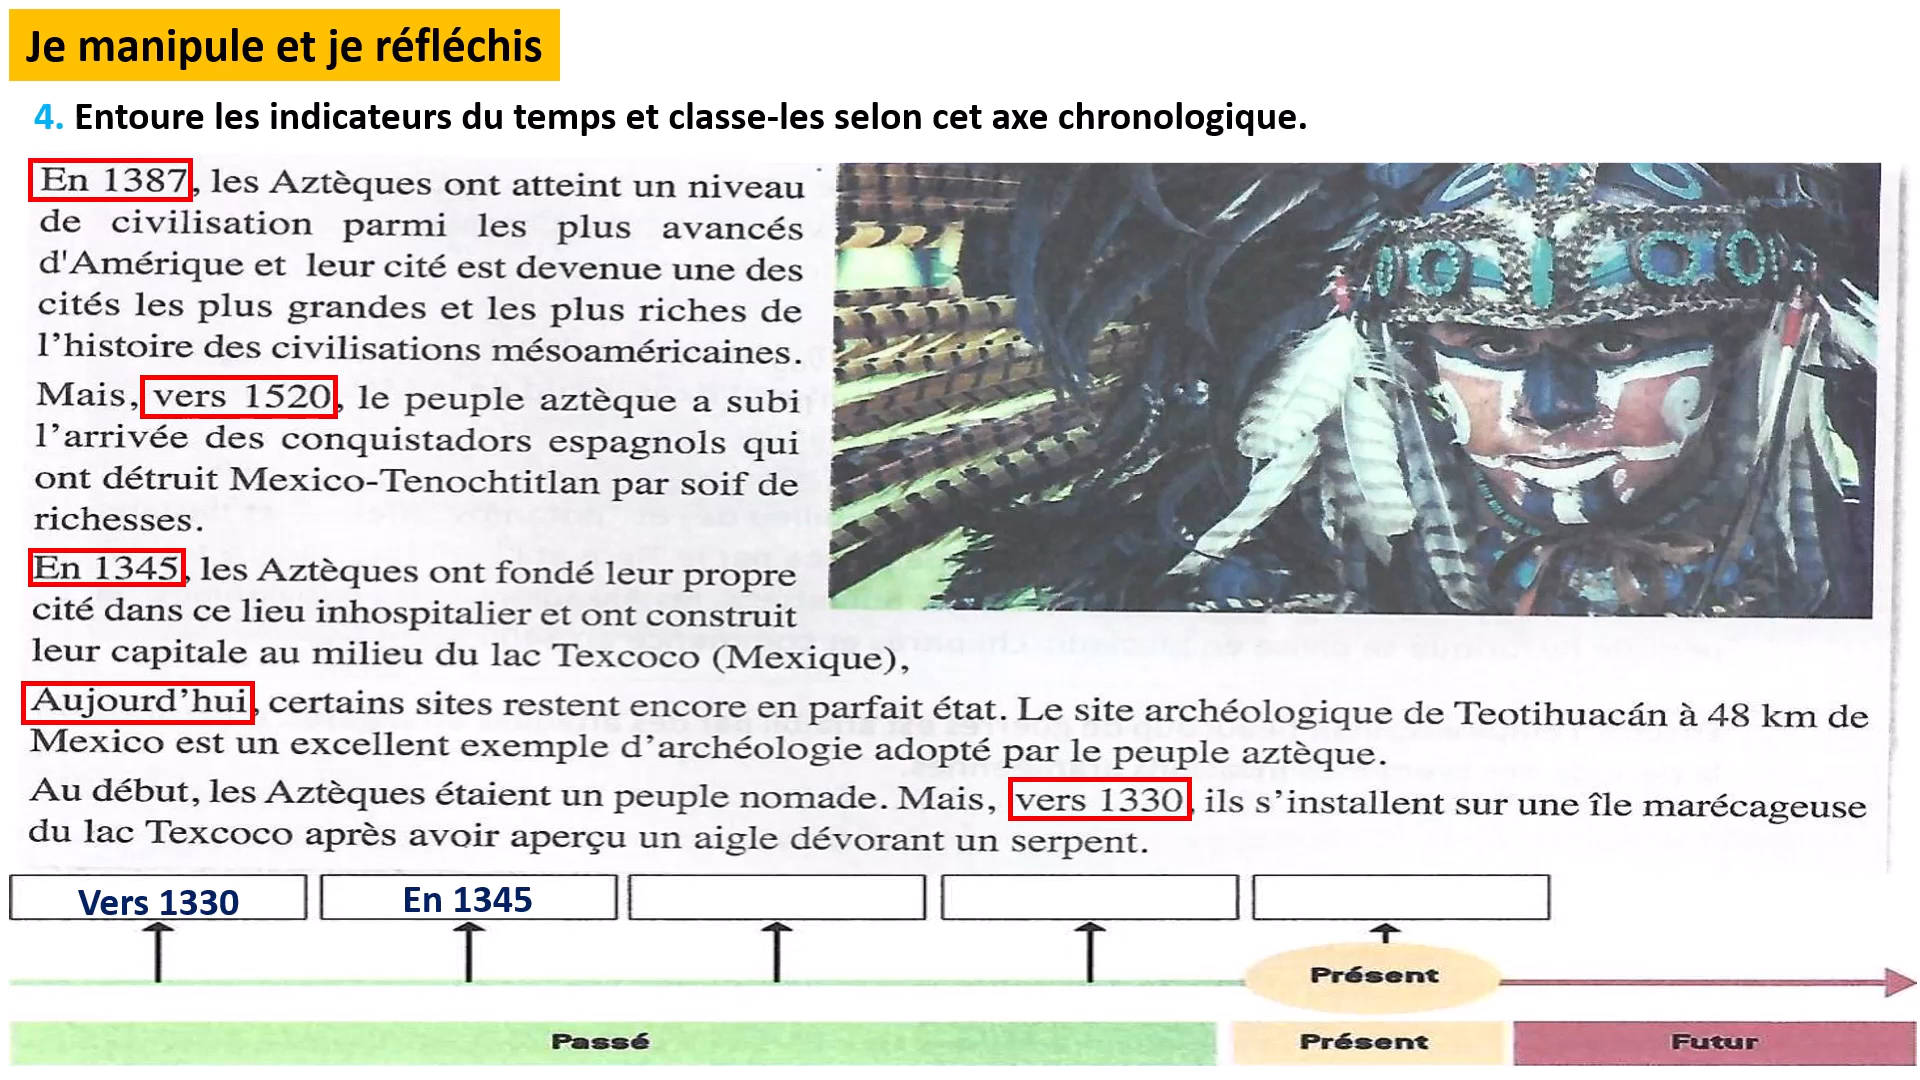 Je manipule et je réfléchis
4. Entoure les indicateurs du temps et classe-les selon cet axe chronologique.
En 1387, les Aztèques ont atteint un niveau
de civilisation parmi les plus avancés
d'Amérique et leur cité est devenue une des
cités les plus grandes et les plus riches de
l'histoire des civilisations mésoaméricaines.
Mais, vers 1520, le peuple aztèque a subi
l'arrivée des conquistadors espagnols qui
ont détruit Mexico-Tenochtitlan par soif de
richesses.
En 1345, les Aztèques ont fondé leur propre
cité dans ce lieu inhospitalier et ont construit
leur capitale au milieu du lac Texcoco (Mexique),
Aujourd'hui, certains sites restent encore en parfait état. Le site archéologique de Teotihuacán à 48 km de
Mexico est un excellent exemple d'archéologie adopté par le peuple aztèque.
Au début, les Aztèques étaient un peuple nomade. Mais, vers 1330, ils s'installent sur une île marécageuse
du lac Texcoco après avoir aperçu un aigle dévorant un serpent.
Vers 1330 En 1345
Présent
Passé Présent Futur